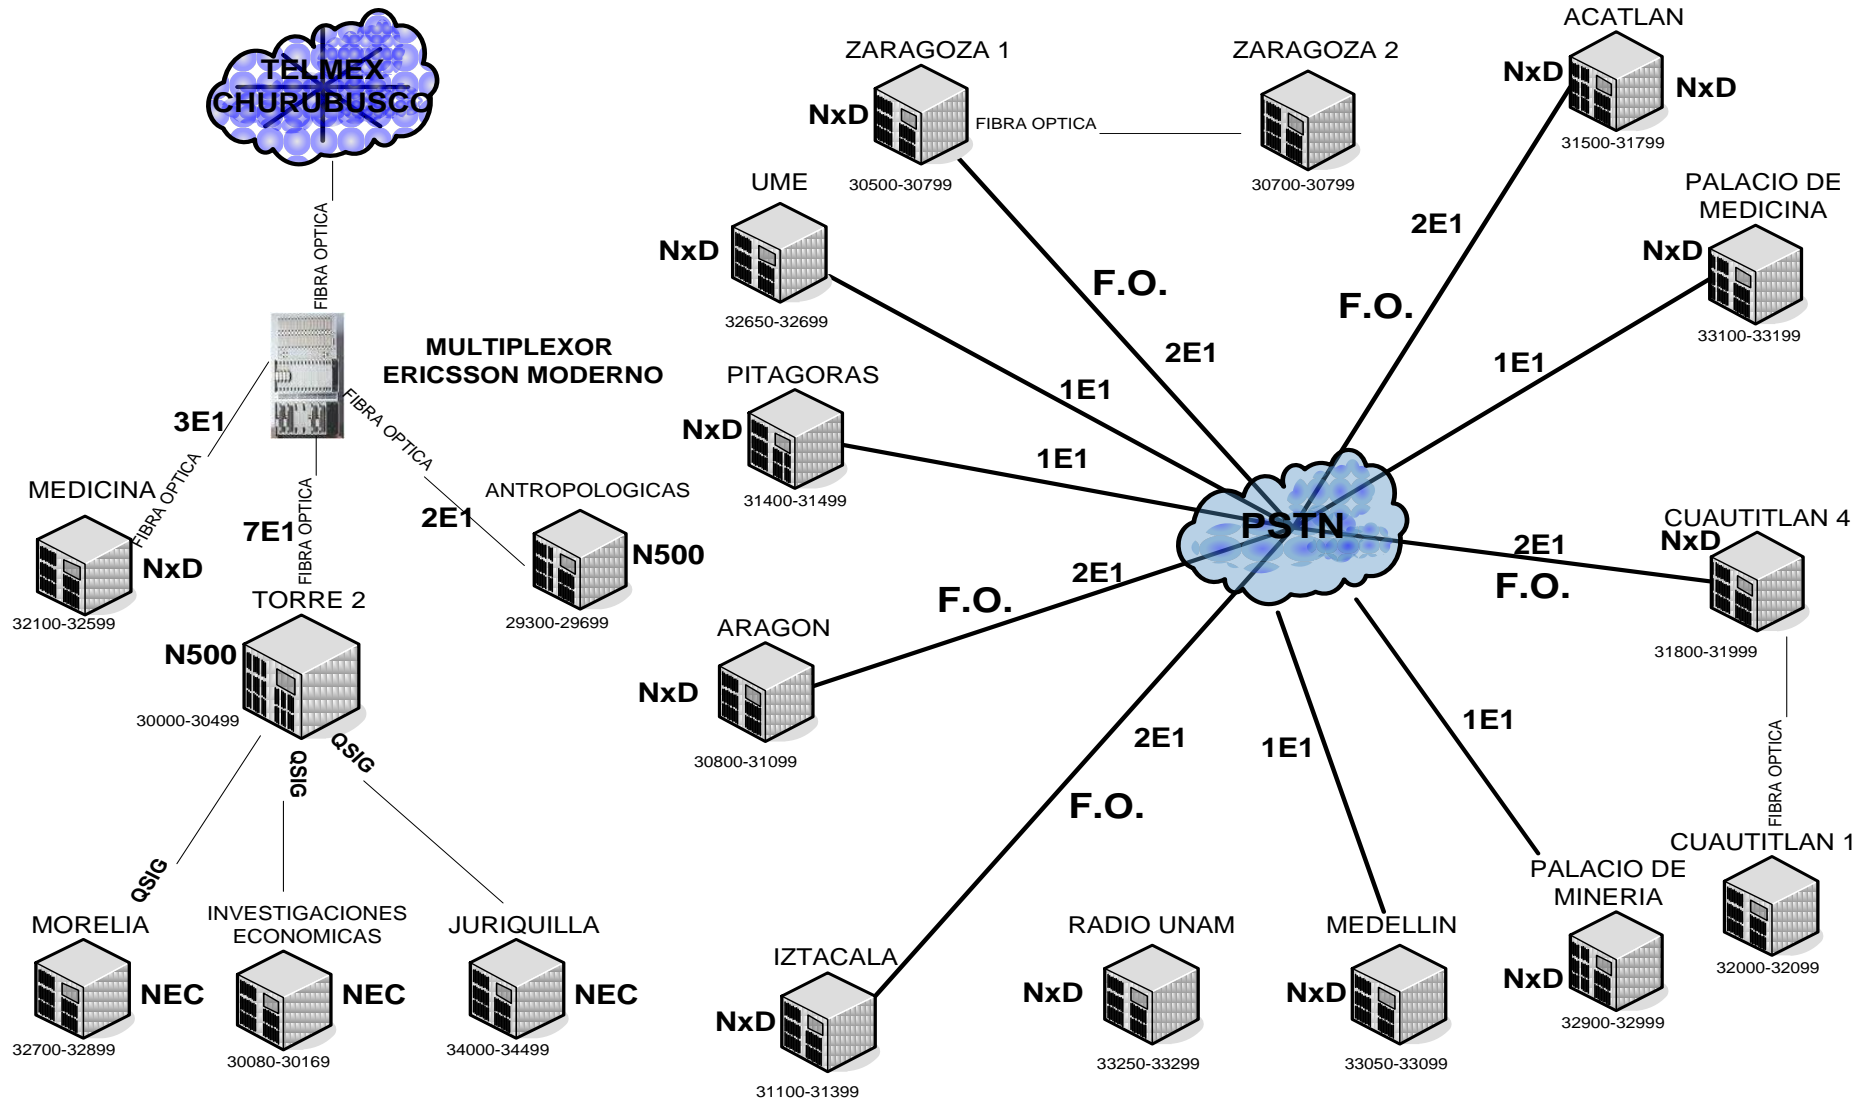 TELMEX
CHURUBUSCO
FIBRA OPTICA
MULTIPLEXOR
ERICSSON MODERNO
3E1
FIBRA OPTICA
7E1
FIBRA OPTICA
FIBRA OPTICA
2E1
MEDICINA
NxD
32100-32599
ANTROPOLOGICAS
N500
29300-29699
TORRE 2
N500
30000-30499
QSIG
QSIG
QSIG
QSIG
MORELIA
NEC
32700-32899
INVESTIGACIONES
ECONOMICAS
NEC
30080-30169
JURIQUILLA
NEC
34000-34499
ZARAGOZA 1
NxD
30500-30799
FIBRA OPTICA
ZARAGOZA 2
30700-30799
ACATLAN
NxD
NxD
31500-31799
UME
NxD
32650-32699
PALACIO DE
MEDICINA
NxD
33100-33199
F.O.
2E1
2E1
F.O.
1E1
1E1
PITAGORAS
NxD
31400-31499
1E1
PSTN
CUAUTITLAN 4
NxD
31800-31999
2E1
F.O.
2E1
F.O.
ARAGON
NxD
30800-31099
2E1
F.O.
1E1
1E1
FIBRA OPTICA
CUAUTITLAN 1
32000-32099
IZTACALA
NxD
31100-31399
RADIO UNAM
NxD
33250-33299
MEDELLIN
NxD
33050-33099
PALACIO DE
MINERIA
NxD
32900-32999